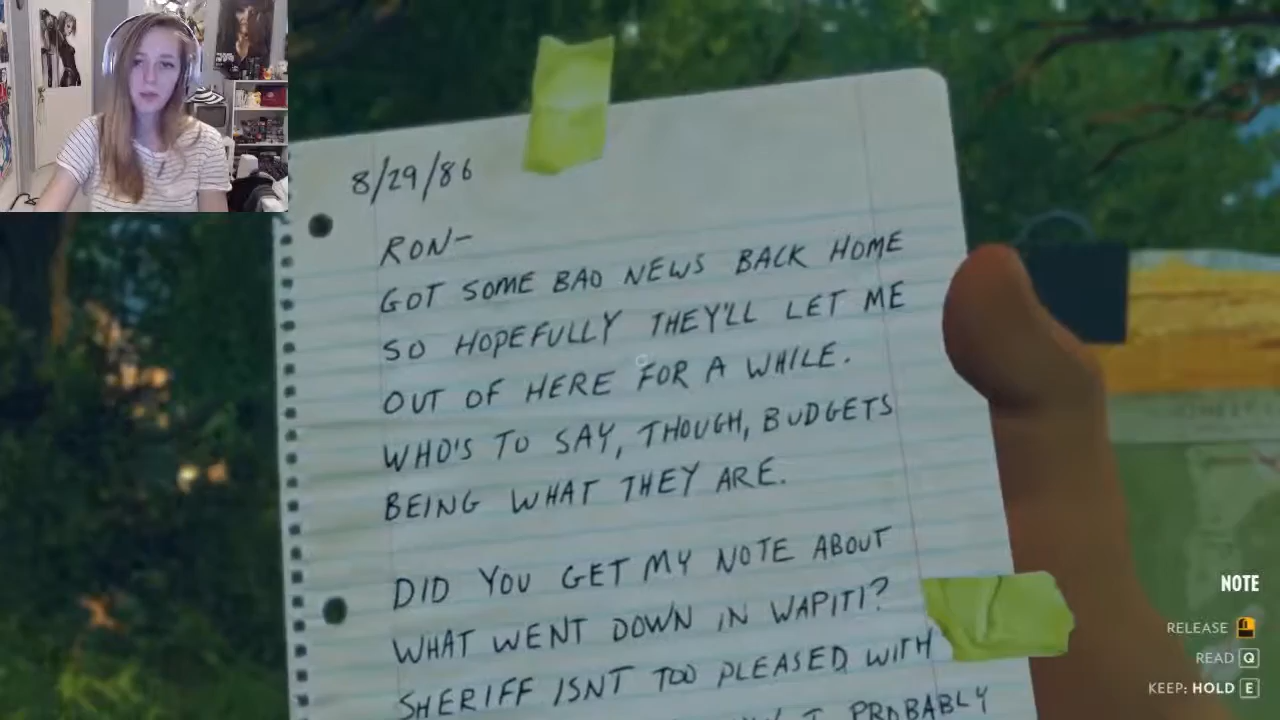 8/29/86
RON-
GOT SOME BAD NEWS BACK HOME
SO HOPEFULLY THEY'LL LET ME
OUT OF HERE FOR A WHILE.
WHO'S TO SAY, THOUGH, BUDGETS
BEING WHAT THEY ARE.
DID YOU GET MY NOTE ABOUT
WHAT WENT DOWN IN WAPITI?
SHERIFF ISNT TOO PLEASED WITH
I PROBABLY
NOTE
RELEASE
READ Q
KEEP: HOLD E